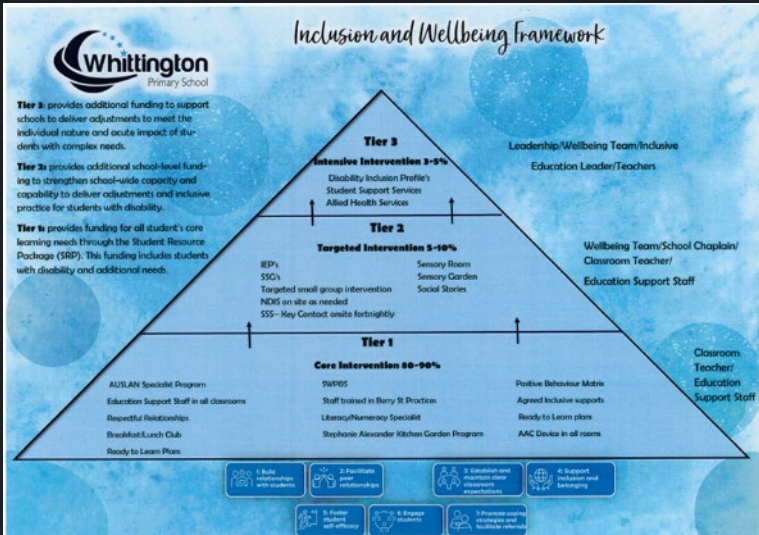 Inclusion and Wellbeing Framework
Whittington
Primary School
Tier 3: provides additional funding to support
schools to deliver adjustments to meet the
individual nature and acute impact of stu-
dents with complex needs.
Tier 2: provides additional school-level fund-
ing to strengthen school-wide capacity and
capability to deliver adjustments and inclusive
practice for students with disability.
Tier 1: provides funding for all student's core
learning needs through the Student Resource
Package (SRP). This funding includes students
with disability and additional needs.
Tier 3
Intensive Intervention 3-5%
Disability Inclusion Profile's
Student Support Services
Allied Health Services
Leadership/Wellbeing Team/Inclusive
Education Leader/Teachers
Tier 2
Targeted Intervention 5-10%
IEP's
SSG's
Targeted small group intervention
NDIS on site as needed
SSS- Key Contact onsite fortnightly
Sensory Room
Sensory Garden
Social Stories
Wellbeing Team/School Chaplain/
Classroom Teacher/
Education Support Staff
Tier 1
Core Intervention 80-90%
AUSLAN Specialist Program
Education Support Staff in all classrooms
Respectful Relationships
Breakfast/Lunch Club
Ready to Learn Plans
SWPBS
Staff trained in Berry St Practices
Literacy/Numeracy Specialist
Stephanie Alexander Kitchen Garden Program
Positive Behaviour Matrix
Agreed Inclusive supports
Ready to Learn plans
AAC Device in all rooms
Classroom
Teacher/
Education
Support Staff
1: Build
relationships
with students
2: Facilitate
peer
relationships
3: Establish and
maintain clear
classroom
expectations
4: Support
inclusion and
belonging
5: Foster
student
self-efficacy
6: Engage
students
7: Promote coping
strategies and
facilitate referrals